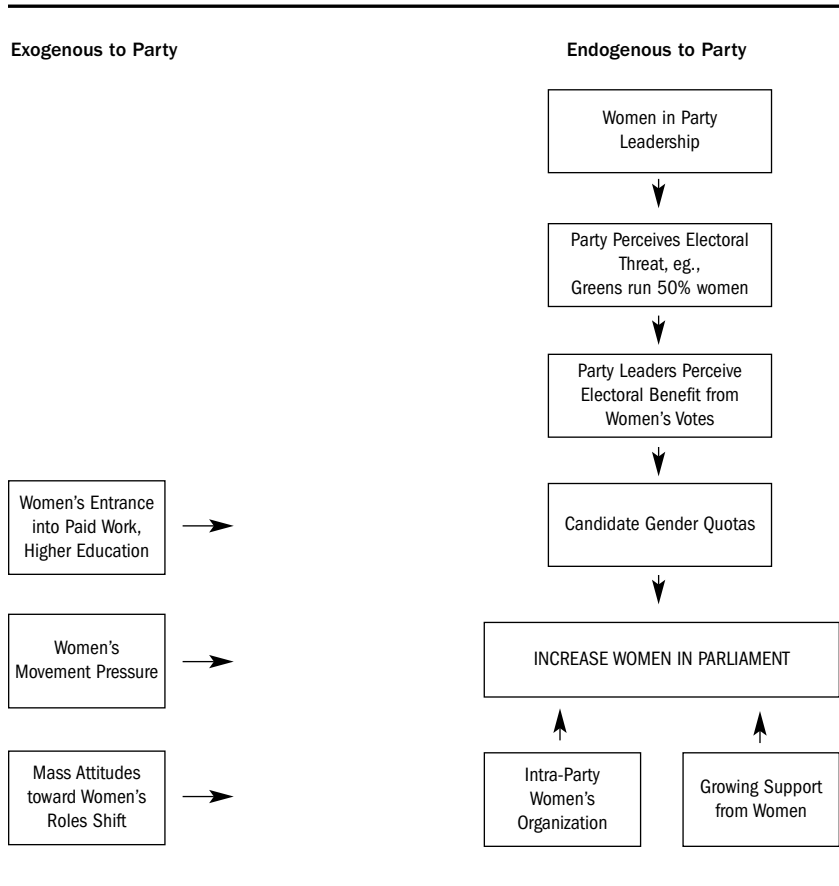 Exogenous to Party
Endogenous to Party
Women in Party
Leadership
Party Perceives Electoral
Threat, eg.,
Greens run 50% women
Party Leaders Perceive
Electoral Benefit from
Women's Votes
Women's Entrance
into Paid Work,
Higher Education
Candidate Gender Quotas
Women's
Movement Pressure
INCREASE WOMEN IN PARLIAMENT
Mass Attitudes
toward Women's
Roles Shift
Intra-Party
Women's
Organization
Growing Support
from Women